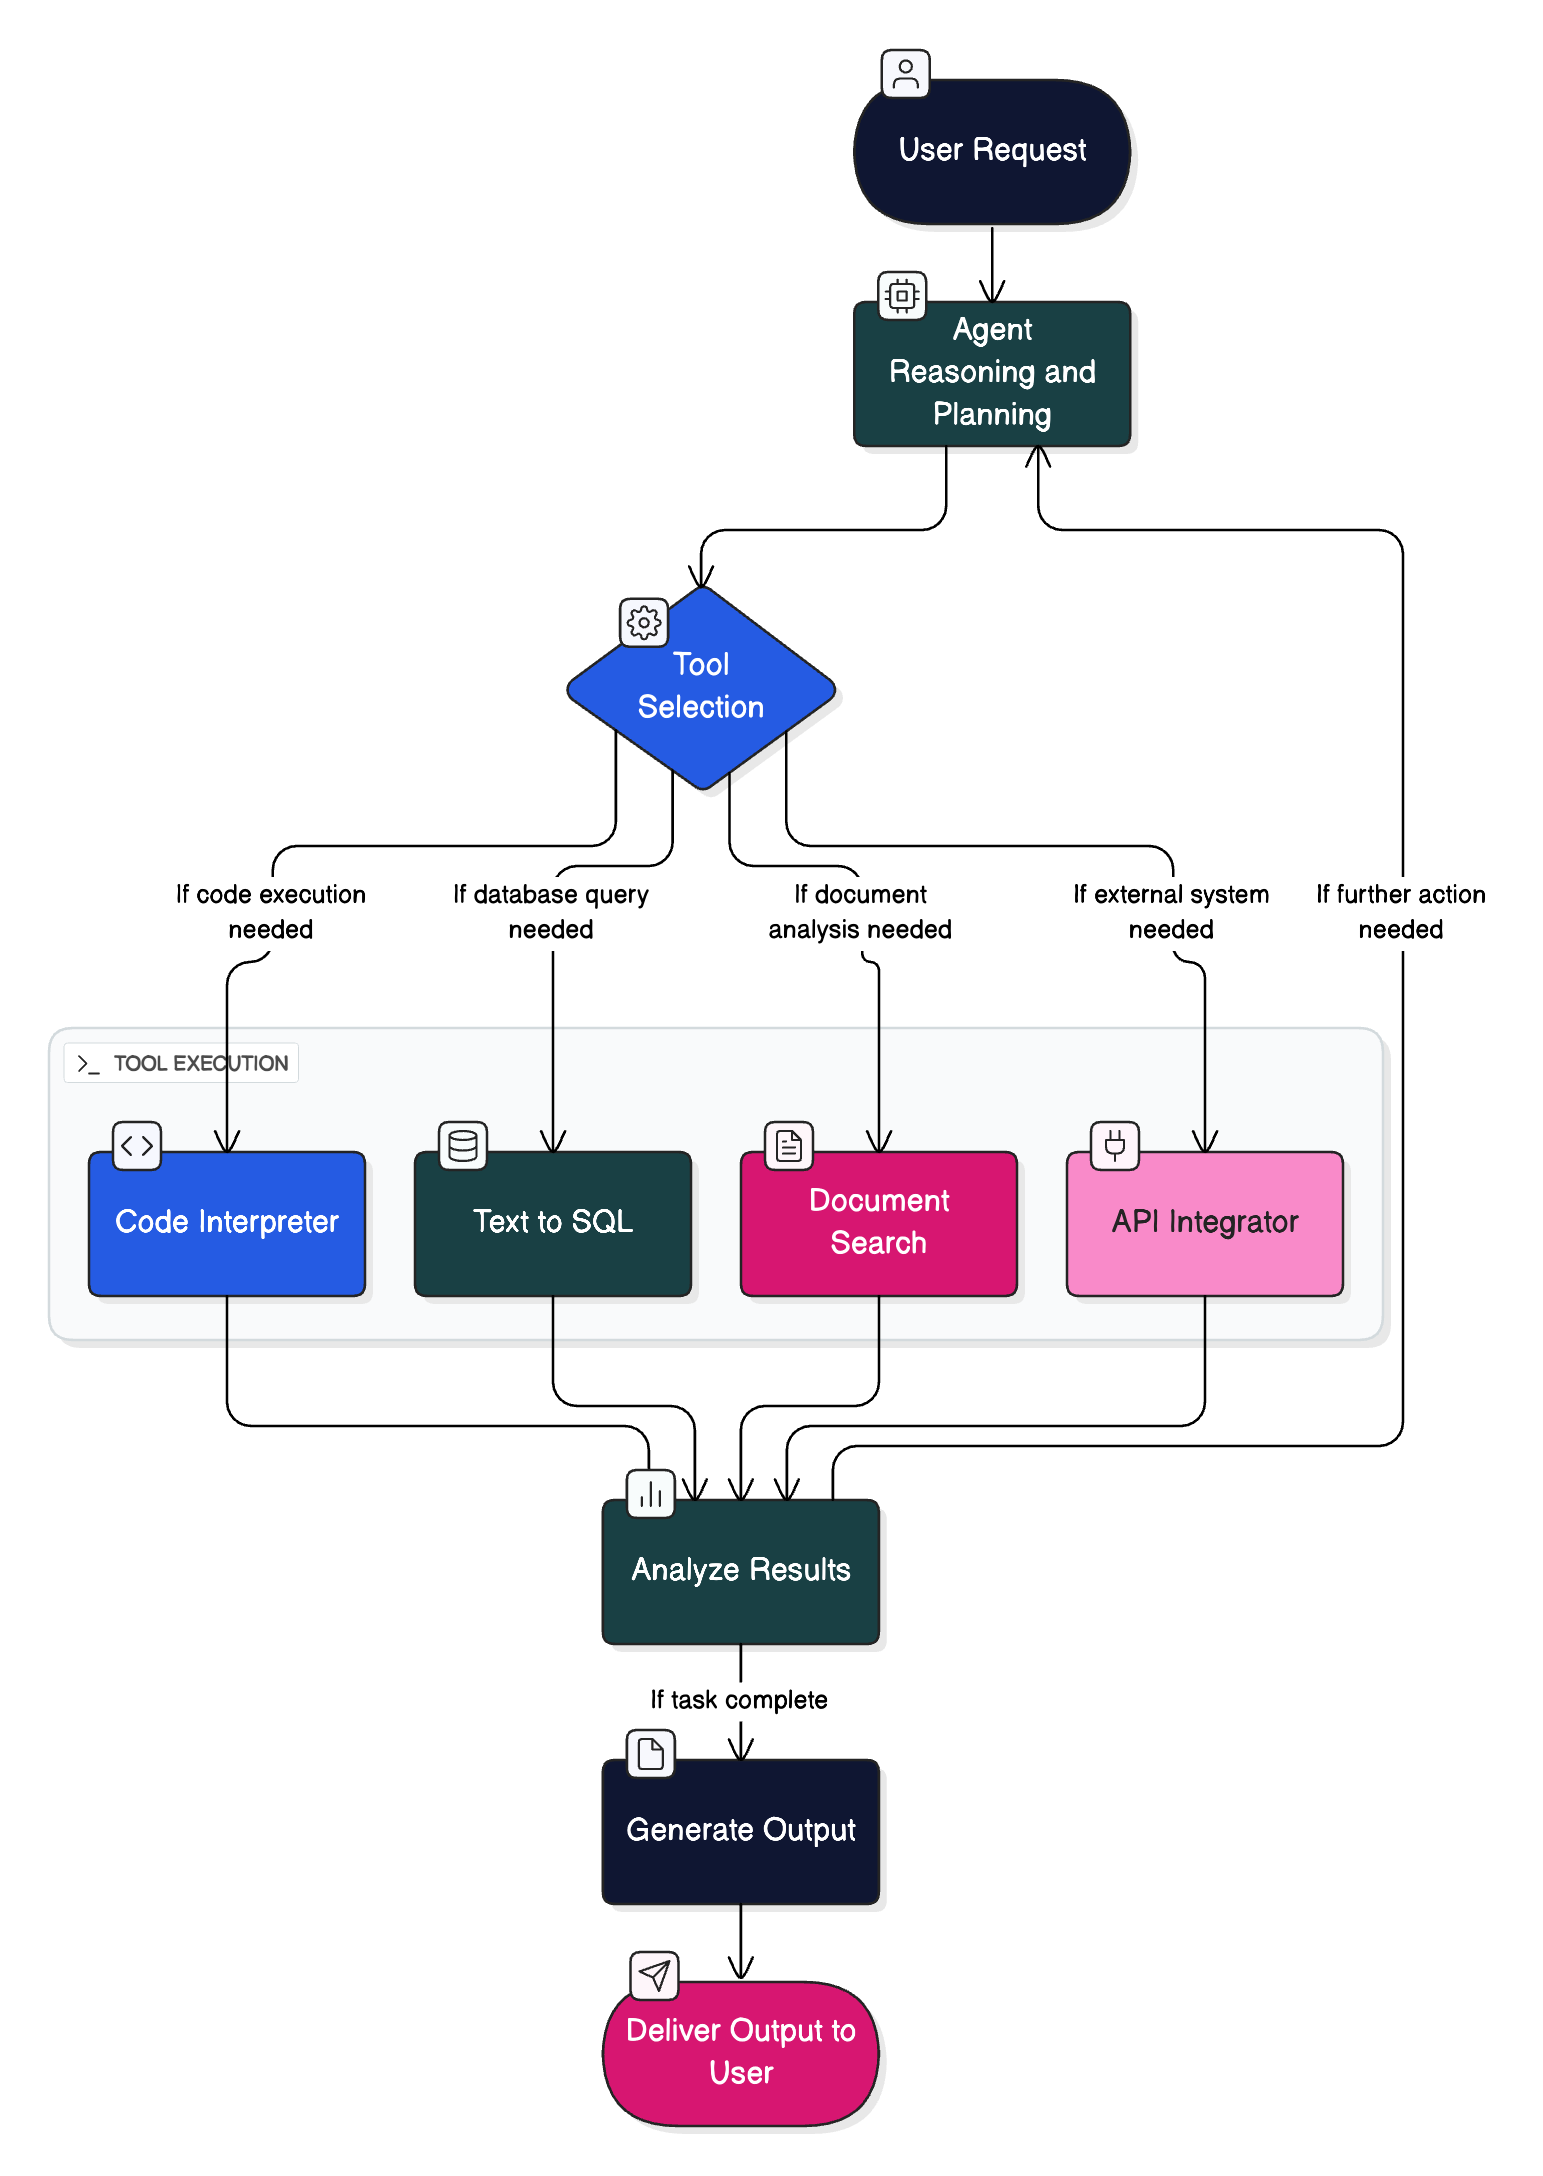 User Request
Agent
Reasoning and
Planning
Tool
Selection
If code execution
needed
If database query
needed
If document
analysis needed
If external system
needed
If further action
needed
TOOL EXECUTION
Code Interpreter
Text to SQL
Document
Search
API Integrator
Analyze Results
If task complete
Generate Output
Deliver Output to
User